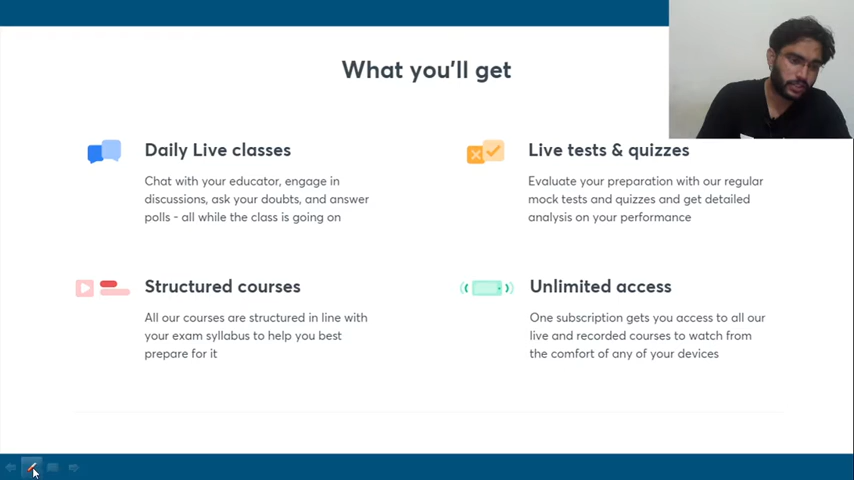 What you'll get
Daily Live classes
Chat with your educator, engage in
discussions, ask your doubts, and answer
polls - all while the class is going on
Live tests & quizzes
Evaluate your preparation with our regular
mock tests and quizzes and get detailed
analysis on your performance
Structured courses
All our courses are structured in line with
your exam syllabus to help you best
prepare for it
Unlimited access
One subscription gets you access to all our
live and recorded courses to watch from
the comfort of any of your devices